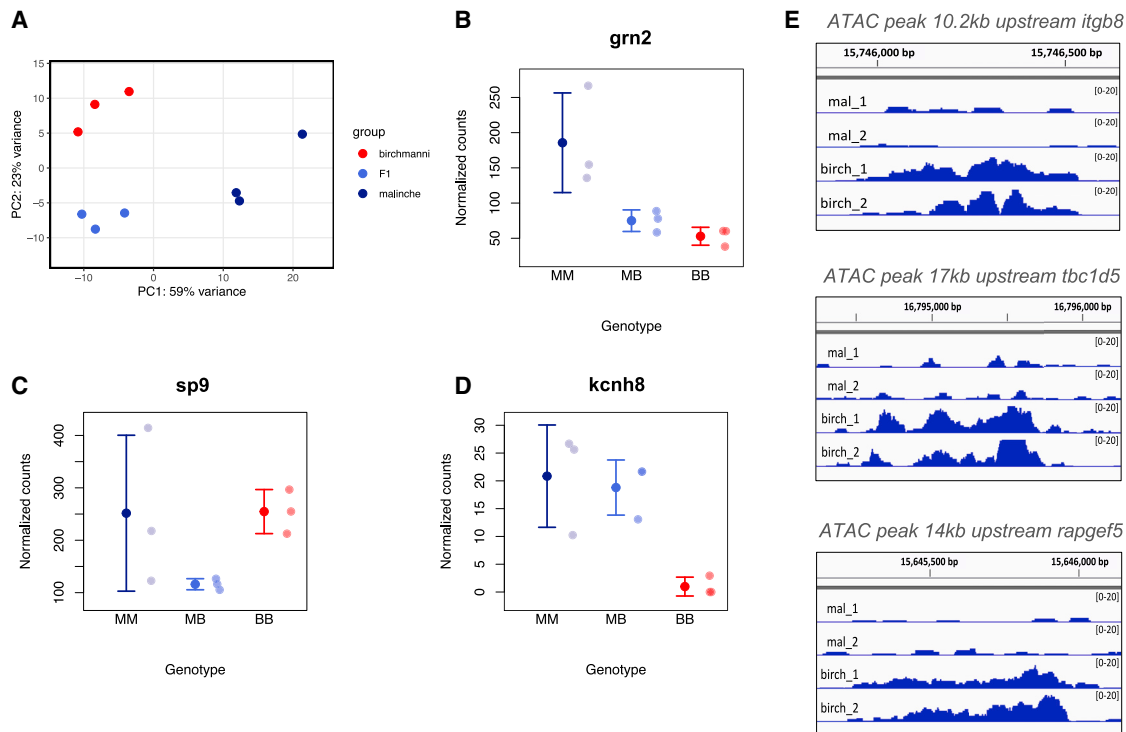 A
15
10
5
0
−5
−10
PC2: 23% variance
−10
0
10
20
PC1: 59% variance
group
birchmanni
F1
malinche
B
grn2
250
200
150
100
50
Normalized counts
MM
MB
BB
Genotype
C
sp9
400
300
200
100
Normalized counts
MM
MB
BB
Genotype
D
kcnh8
30
25
20
15
10
5
0
Normalized counts
MM
MB
BB
Genotype
E
ATAC peak 10.2kb upstream itgb8
15,746,000 bp 15,746,500 bp
mal_1 [0-20]
mal_2 [0-20]
birch_1 [0-20]
birch_2 [0-20]
ATAC peak 17kb upstream tbc1d5
16,795,000 bp 16,796,000 bp
mal_1 [0-20]
mal_2 [0-20]
birch_1 [0-20]
birch_2 [0-20]
ATAC peak 14kb upstream rapgef5
15,645,500 bp 15,646,000 bp
mal_1 [0-20]
mal_2 [0-20]
birch_1 [0-20]
birch_2 [0-20]